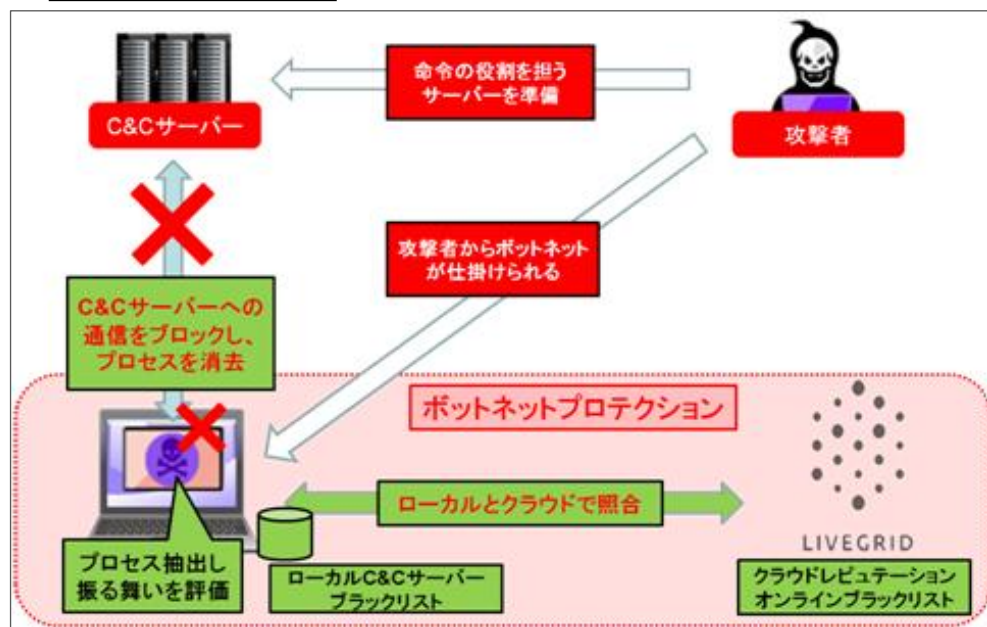 命令の役割を担う
サーバーを準備
C&Cサーバー
攻撃者
攻撃者からボットネット
が仕掛けられる
C&Cサーバーへの
通信をブロックし、
プロセスを消去
ボットネットプロテクション
ローカルとクラウドで照合
LIVEGRID
プロセス抽出し
振る舞いを評価
ローカルC&Cサーバー
ブラックリスト
クラウドレピュテーション
オンラインブラックリスト